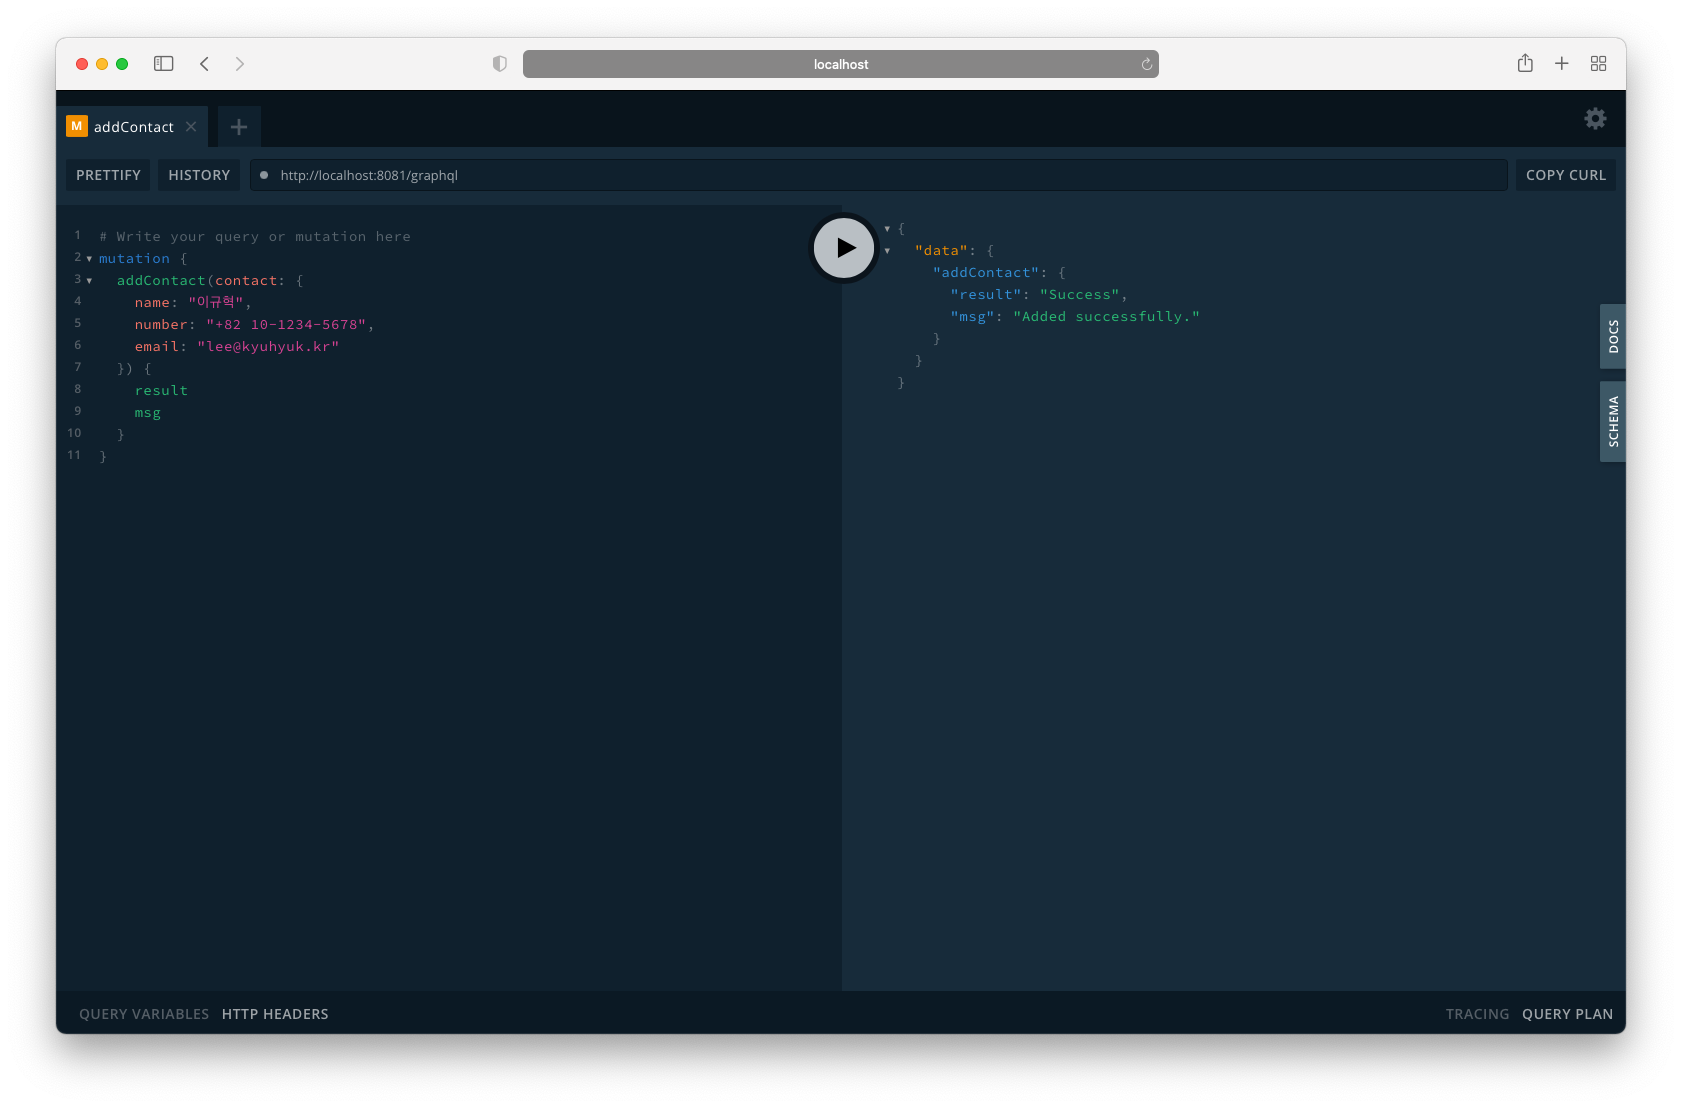 localhost
M addContact
PRETTIFY HISTORY http://localhost:8081/graphql COPY CURL
1 # Write your query or mutation here
2 mutation {
3 addContact(contact: {
4 name: "이규혁",
5 number: "+82 10-1234-5678",
6 email: "lee@kyuhyuk.kr"
7 }) {
8 result
9 msg
10 }
11 }
{
"data": {
"addContact": {
"result": "Success",
"msg": "Added successfully."
}
}
}
DOCS
SCHEMA
QUERY VARIABLES HTTP HEADERS
TRACING QUERY PLAN